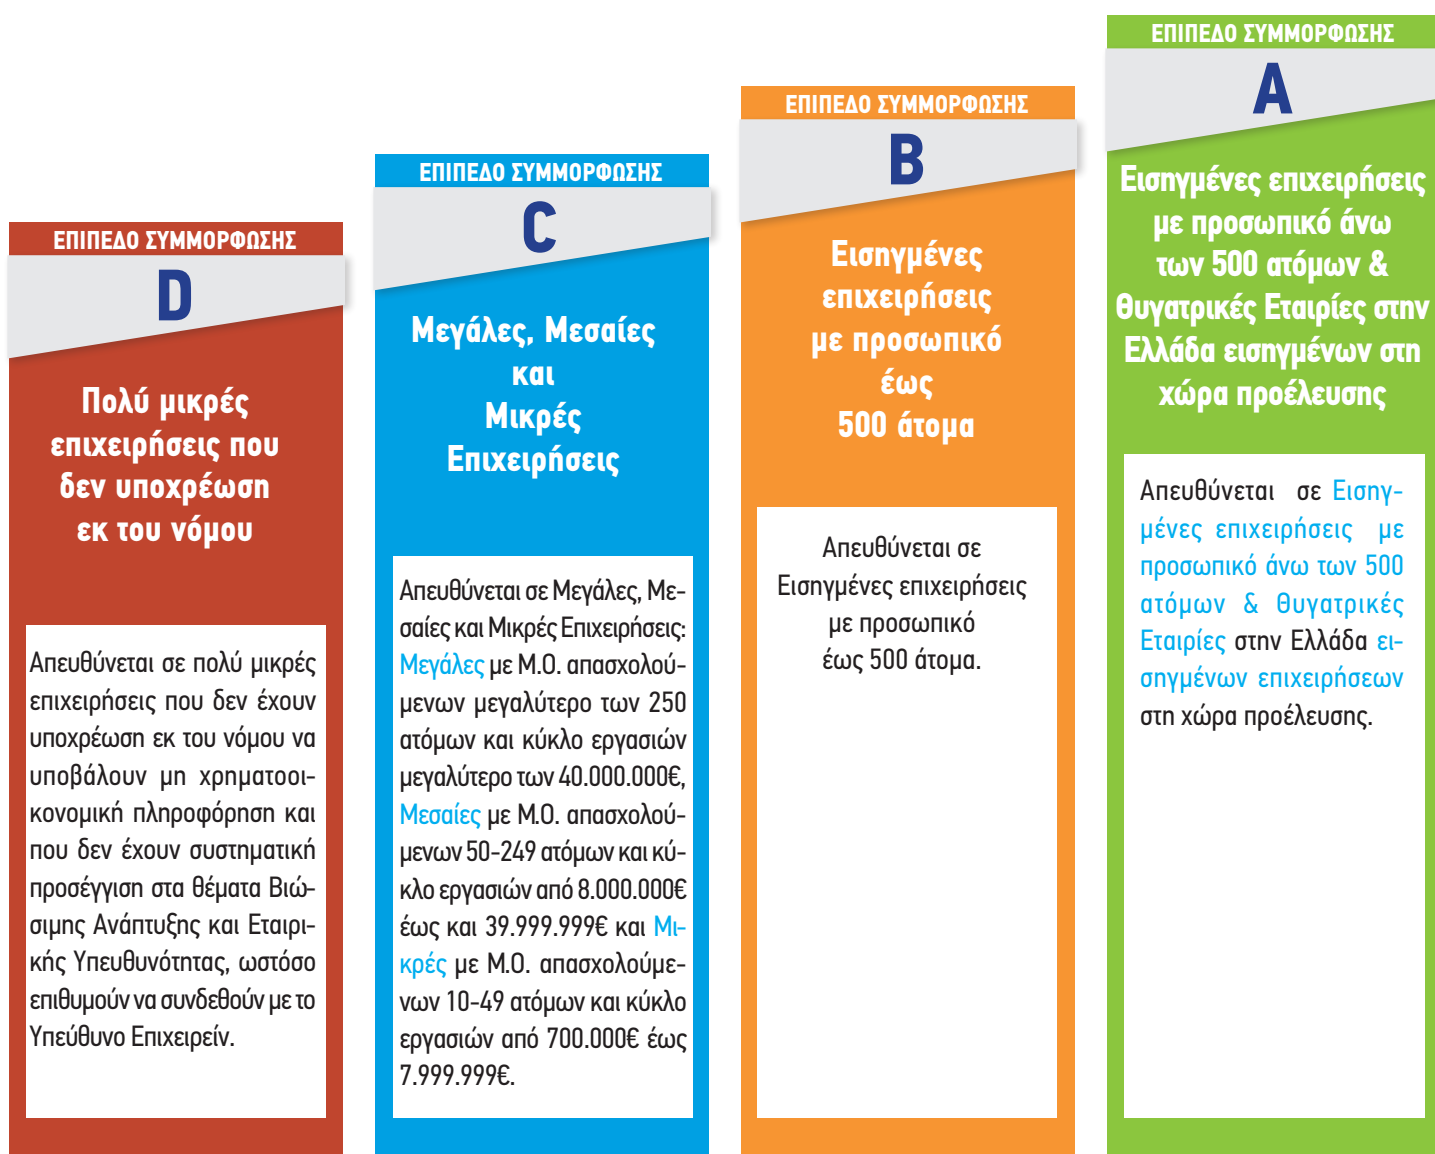 ΕΠΙΠΕΔΟ ΣΥΜΜΟΡΦΩΣΗΣ
D
Πολύ μικρές
επιχειρήσεις που
δεν υποχρέωση
εκ του νόμου
Απευθύνεται σε πολύ μικρές
επιχειρήσεις που δεν έχουν
υποχρέωση εκ του νόμου να
υποβάλουν μη χρηματοοι-
κονομική πληροφόρηση και
που δεν έχουν συστηματική
προσέγγιση στα θέματα Βιώ-
σιμης Ανάπτυξης και Εταιρι-
κής Υπευθυνότητας, ωστόσο
επιθυμούν να συνδεθούν με το
Υπεύθυνο Επιχειρείν.
ΕΠΙΠΕΔΟ ΣΥΜΜΟΡΦΩΣΗΣ
C
Μεγάλες, Μεσαίες
και
Μικρές
Επιχειρήσεις
Απευθύνεται σε Μεγάλες, Με-
σαίες και Μικρές Επιχειρήσεις:
Μεγάλες με Μ.Ο. απασχολού-
μενων μεγαλύτερο των 250
ατόμων και κύκλο εργασιών
μεγαλύτερο των 40.000.000€,
Μεσαίες με Μ.Ο. απασχολού-
μενων 50-249 ατόμων και κύ-
κλο εργασιών από 8.000.000€
έως και 39.999.999€ και Μι-
κρές με Μ.Ο. απασχολούμε-
νων 10-49 ατόμων και κύκλο
εργασιών από 700.000€ έως
7.999.999€.
ΕΠΙΠΕΔΟ ΣΥΜΜΟΡΦΩΣΗΣ
B
Εισηγμένες
επιχειρήσεις
με προσωπικό
έως
500 άτομα
Απευθύνεται σε
Εισηγμένες επιχειρήσεις
με προσωπικό
έως 500 άτομα.
ΕΠΙΠΕΔΟ ΣΥΜΜΟΡΦΩΣΗΣ
A
Εισηγμένες επιχειρήσεις
με προσωπικό άνω
των 500 ατόμων &
Θυγατρικές Εταιρίες στην
Ελλάδα εισηγμένων στη
χώρα προέλευσης
Απευθύνεται σε Εισηγ-
μένες επιχειρήσεις με
προσωπικό άνω των 500
ατόμων & Θυγατρικές
Εταιρίες στην Ελλάδα ει-
σηγμένων επιχειρήσεων
στη χώρα προέλευσης.